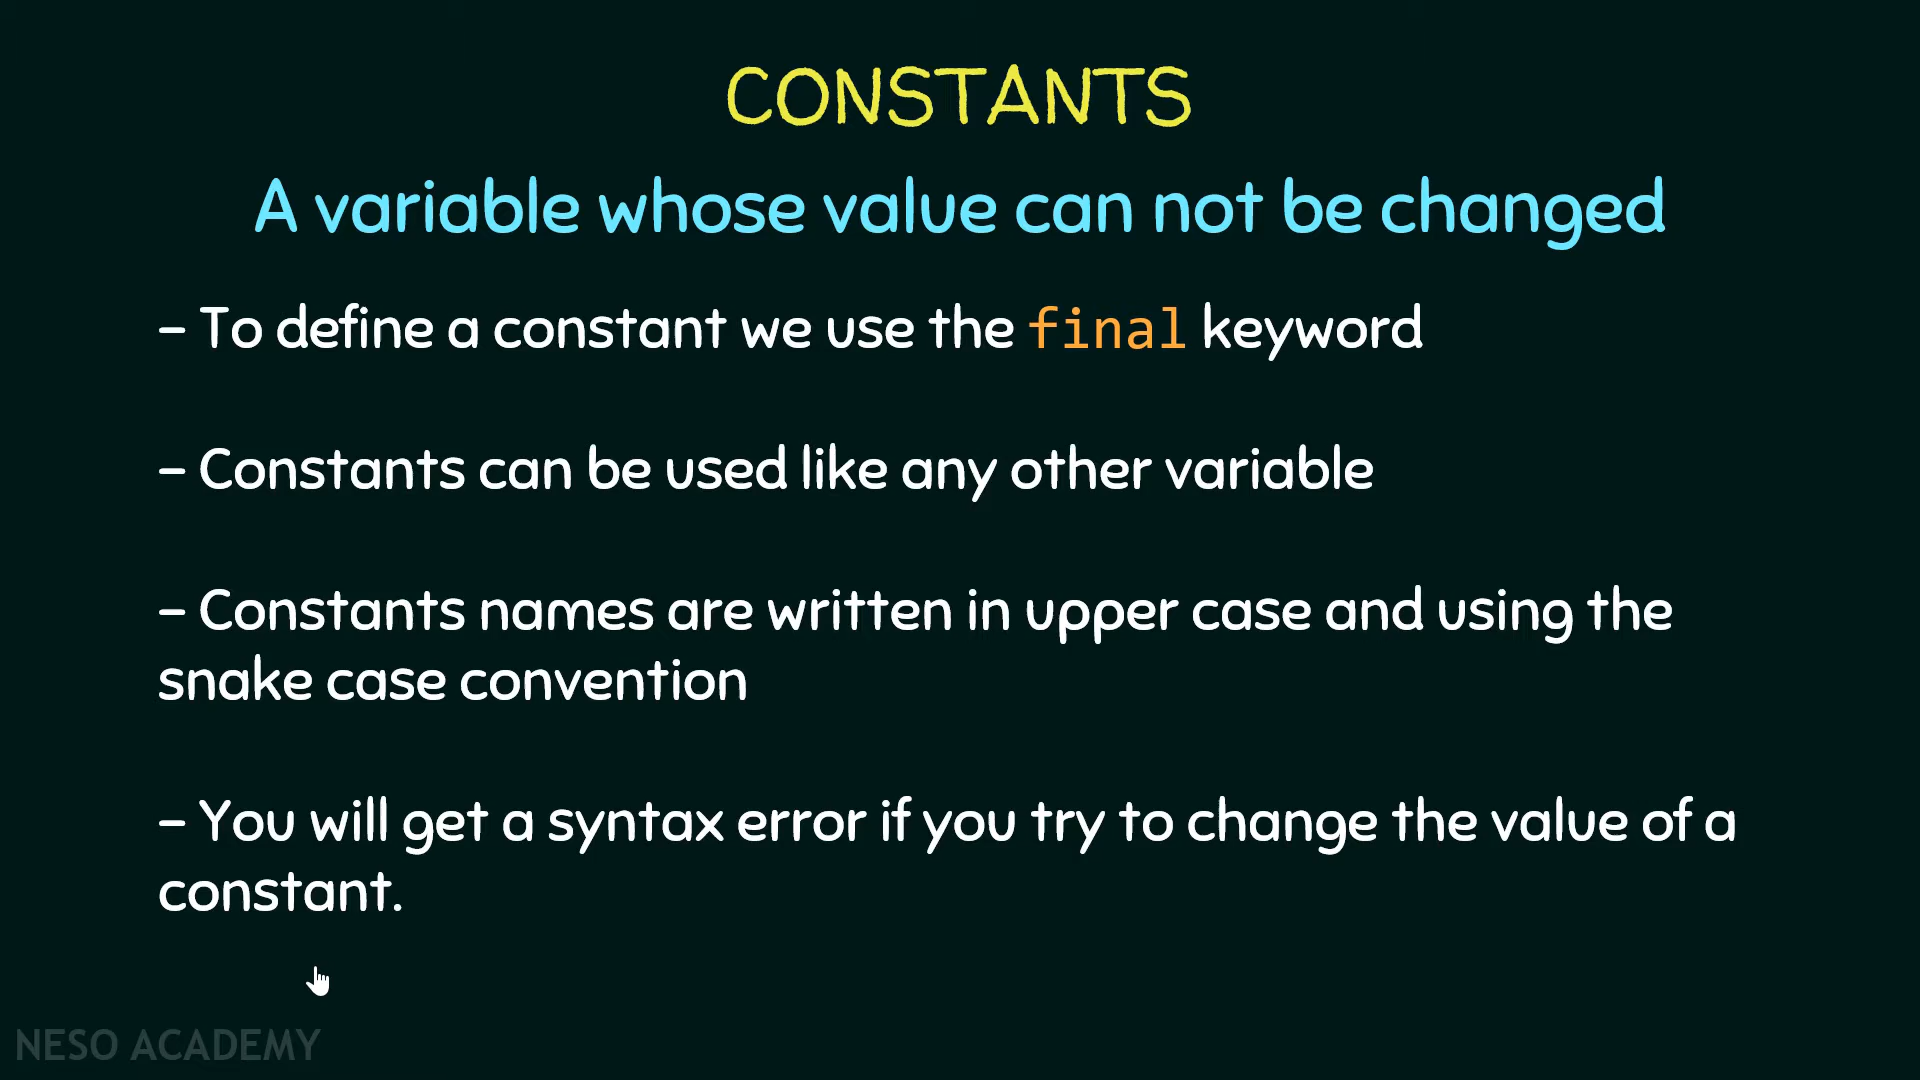 CONSTANTS
A variable whose value can not be changed
– To define a constant we use the final keyword
– Constants can be used like any other variable
– Constants names are written in upper case and using the
snake case convention
– You will get a syntax error if you try to change the value of a
constant.
NESO ACADEMY